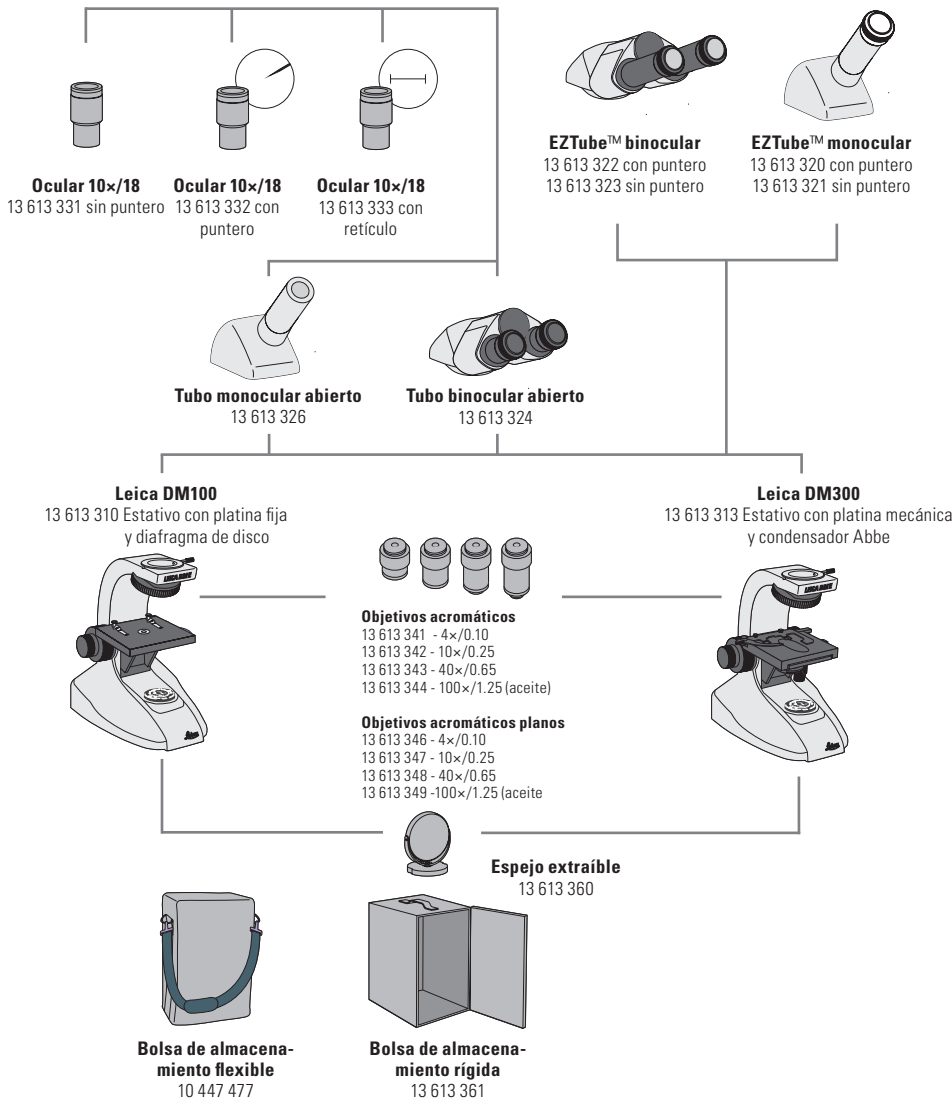 Ocular 10×/18
13 613 331 sin puntero
Ocular 10×/18
13 613 332 con
puntero
Ocular 10×/18
13 613 333 con
retículo
EZTube™ binocular
13 613 322 con puntero
13 613 323 sin puntero
EZTube™ monocular
13 613 320 con puntero
13 613 321 sin puntero
Tubo monocular abierto
13 613 326
Tubo binocular abierto
13 613 324
Leica DM100
13 613 310 Estativo con platina fija
y diafragma de disco
Leica DM300
13 613 313 Estativo con platina mecánica
y condensador Abbe
Objetivos acromáticos
13 613 341 - 4×/0.10
13 613 342 - 10×/0.25
13 613 343 - 40×/0.65
13 613 344 - 100×/1.25 (aceite)
Objetivos acromáticos planos
13 613 346 - 4×/0.10
13 613 347 - 10×/0.25
13 613 348 - 40×/0.65
13 613 349 -100×/1.25 (aceite
Leica
Leica
Espejo extraíble
13 613 360
Bolsa de almacena-
miento flexible
10 447 477
Bolsa de almacena-
miento rígida
13 613 361